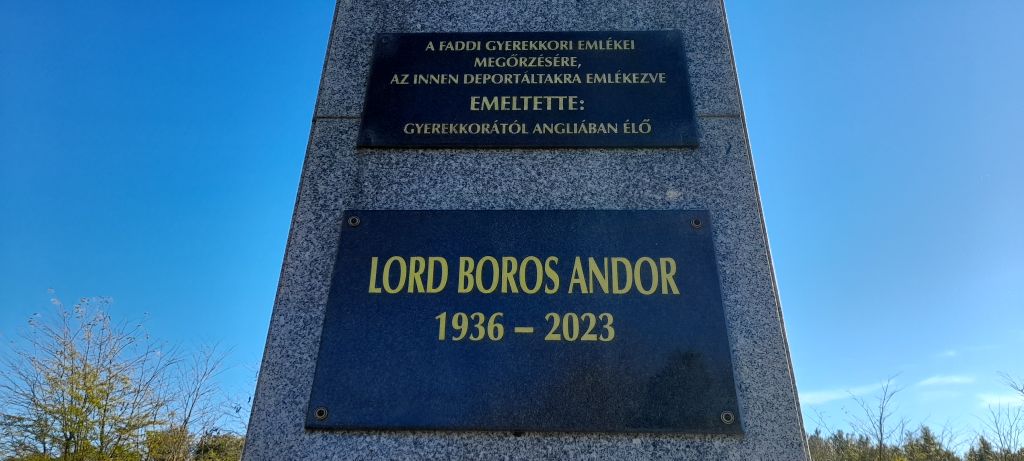 A FADDI GYEREKKORI EMLÉKEI
MEGŐRZÉSÉRE,
AZ INNEN DEPORTÁLTAKRA EMLÉKEZVE
EMELTETTE:
GYEREKKORÁTÓL ANGLIÁBAN ÉLŐ
LORD BOROS ANDOR
1936 – 2023